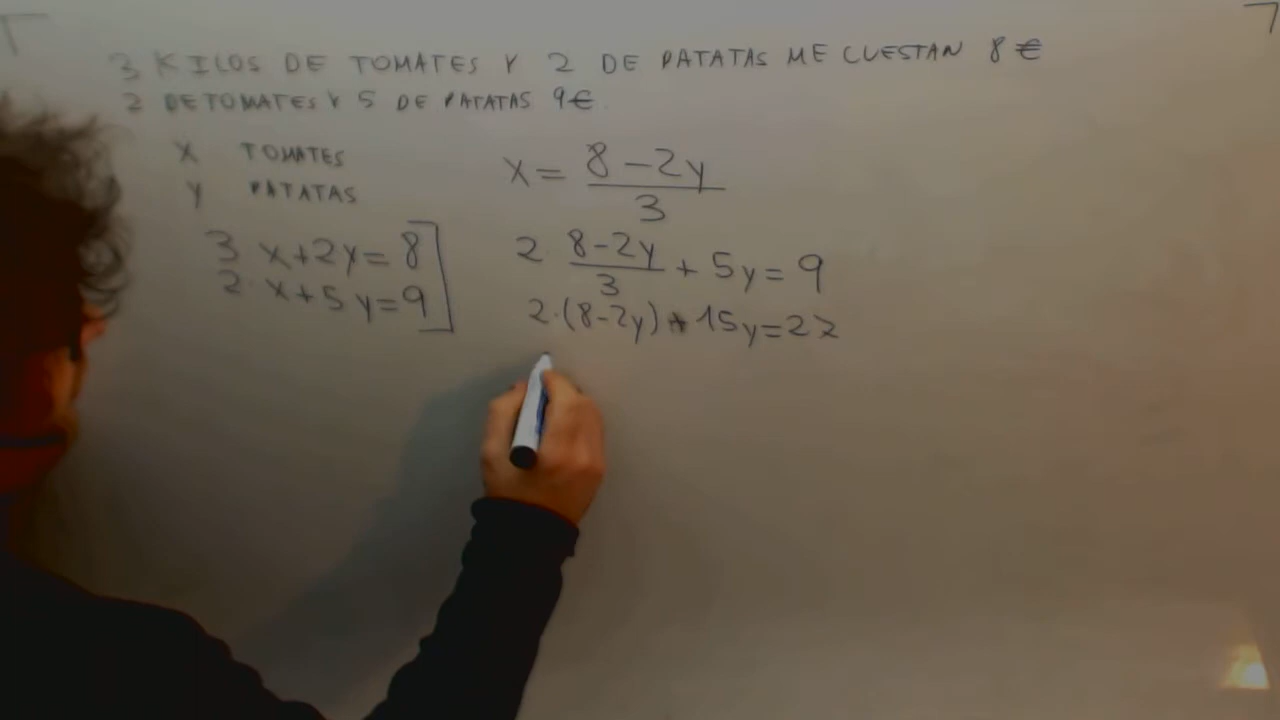 3 KILOS DE TOMATES Y 2 DE PATATAS ME CUESTAN 8€
2 DE TOMATES Y 5 DE PATATAS 9€
X TOMATES
Y PATATAS
3 x+2y=8
2 x+5y=9
x = (8-2y)/3
2 (8-2y)/3 + 5y = 9
2·(8-2y) + 15y=27